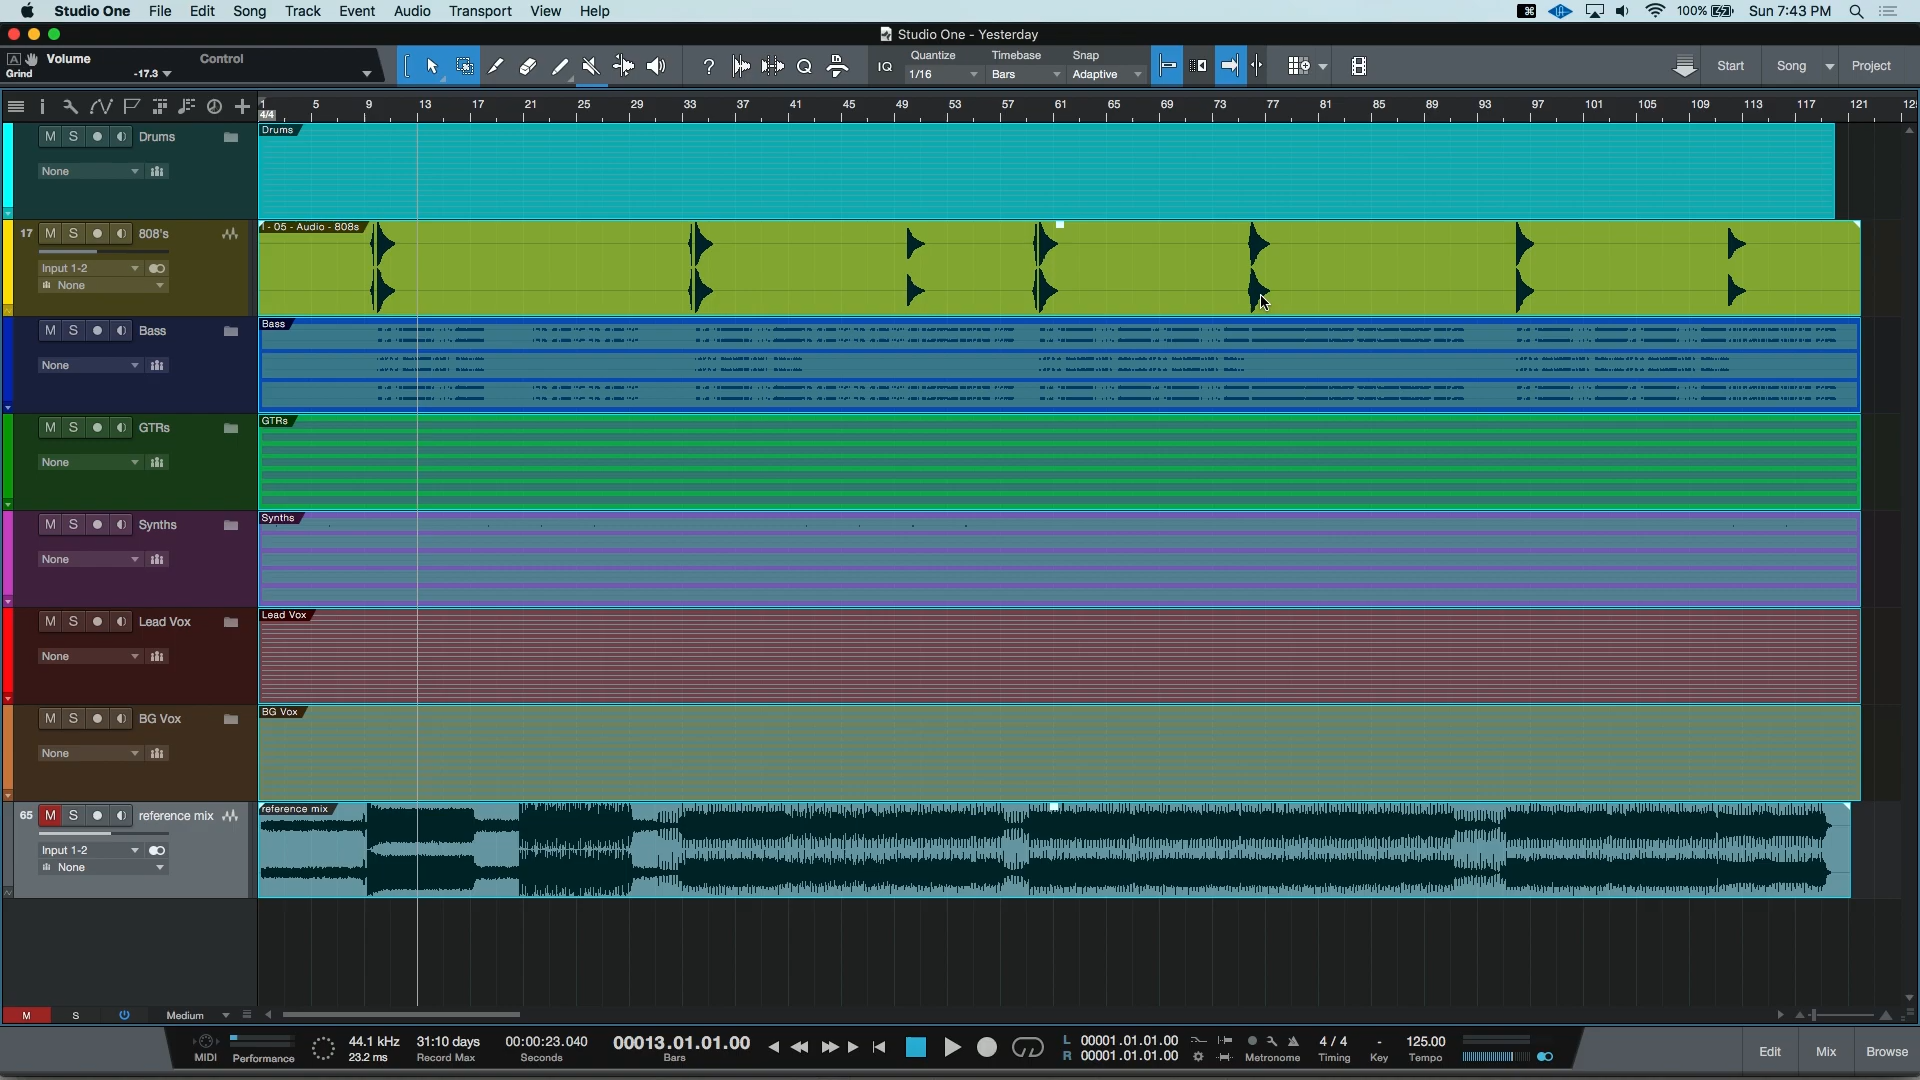 Studio One File Edit Song Track Event Audio Transport View Help 100% Sun 7:43 PM
Studio One - Yesterday
A Volume Control
Grind -17.3
IQ Quantize Timebase Snap
1/16 Bars Adaptive
Start Song Project
1 5 9 13 17 21 25 29 33 37 41 45 49 53 57 61 65 69 73 77 81 85 89 93 97 101 105 109 113 117 121 125
4/4
M S Drums
None
Drums
17 M S 808's
Input 1-2
None
- 05 - Audio - 808s
M S Bass
None
Bass
M S GTRs
None
GTRs
M S Synths
None
Synths
M S Lead Vox
None
Lead Vox
M S BG Vox
None
BG Vox
65 M S reference mix
Input 1-2
None
reference mix
M S Medium
MIDI Performance
44.1 kHz
23.2 ms
31:10 days
Record Max
00:00:23.040
Seconds
00013.01.01.00
Bars
L 00001.01.01.00
R 00001.01.01.00
Metronome
4 / 4
Timing
-
Key
125.00
Tempo
Edit Mix Browse